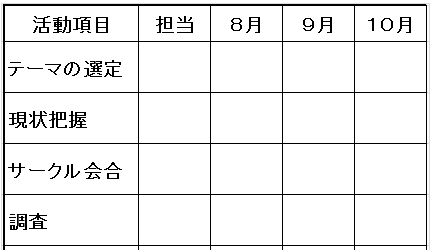 活動項目 担当 8月 9月 10月
テーマの選定
現状把握
サークル会合
調査